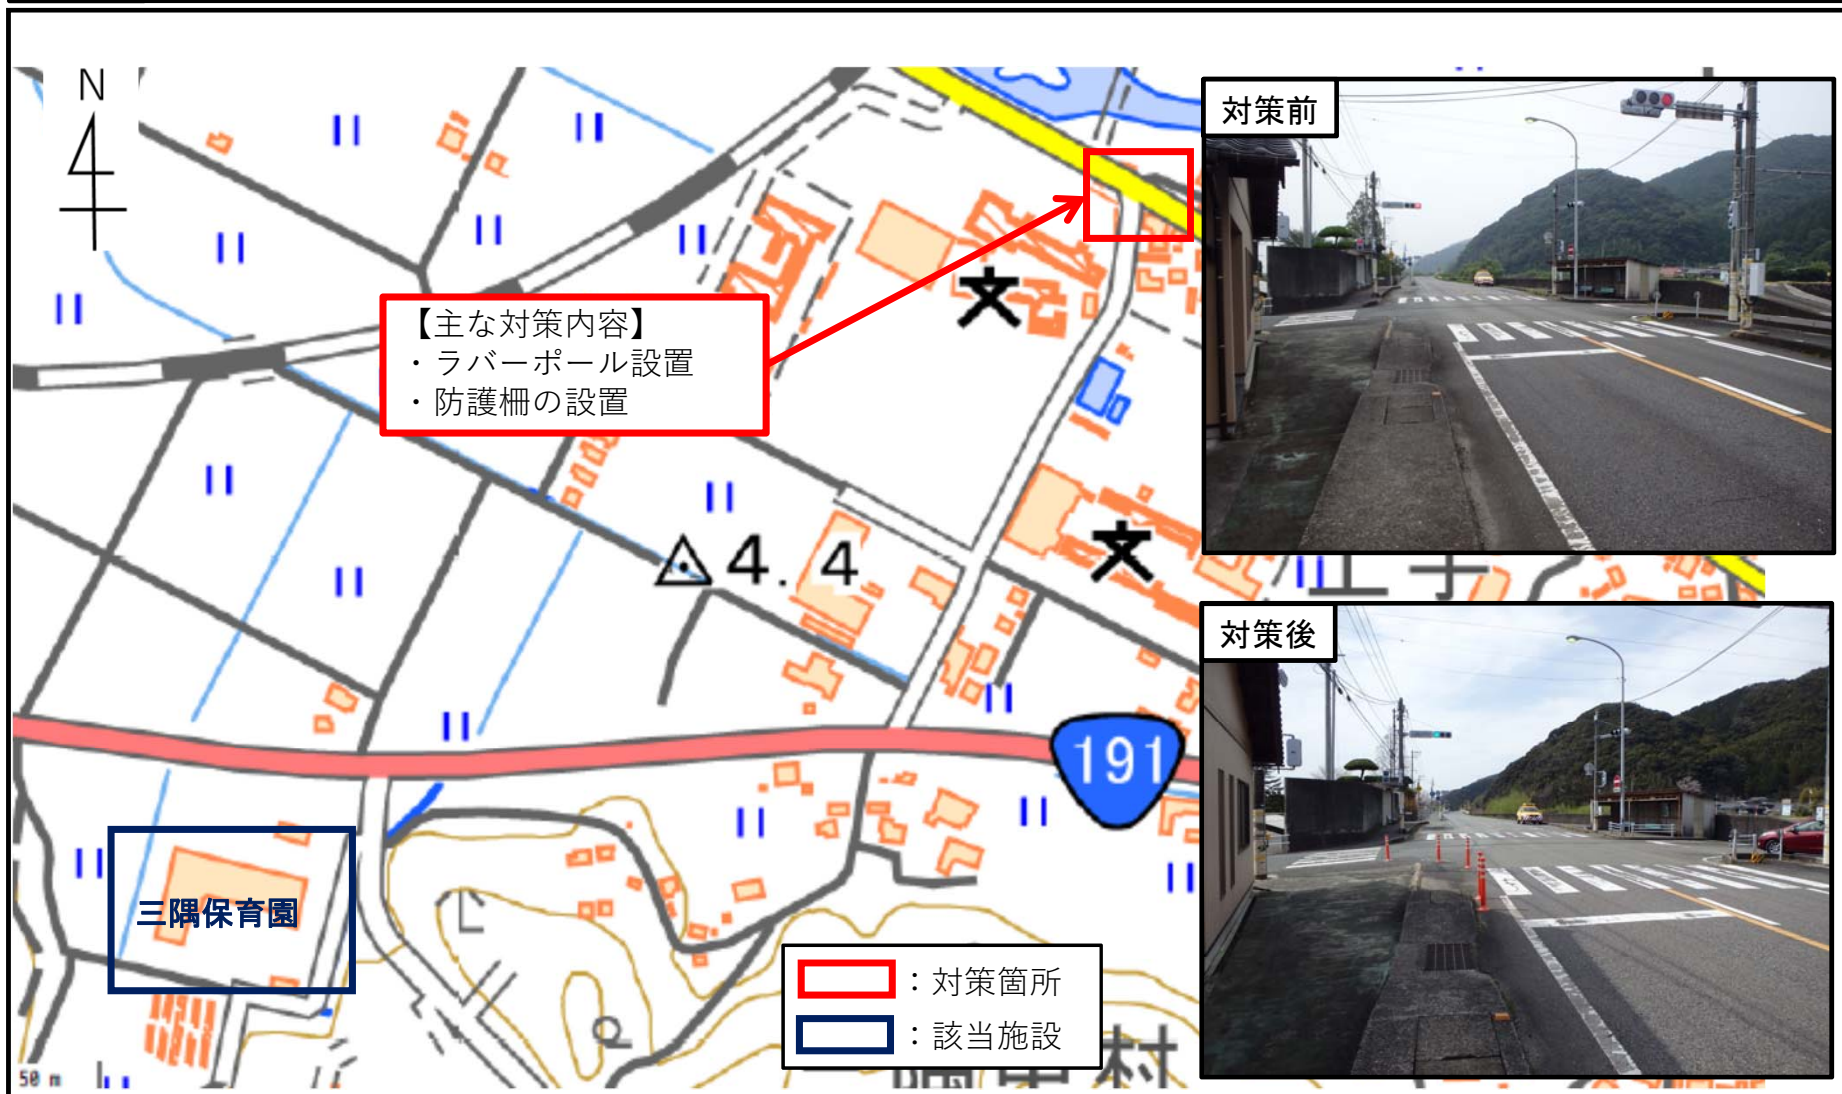 N
対策前
【主な対策内容】
・ラバーポール設置
・防護柵の設置
4.4
対策後
191
三隅保育園
：対策箇所
：該当施設
50 m
村